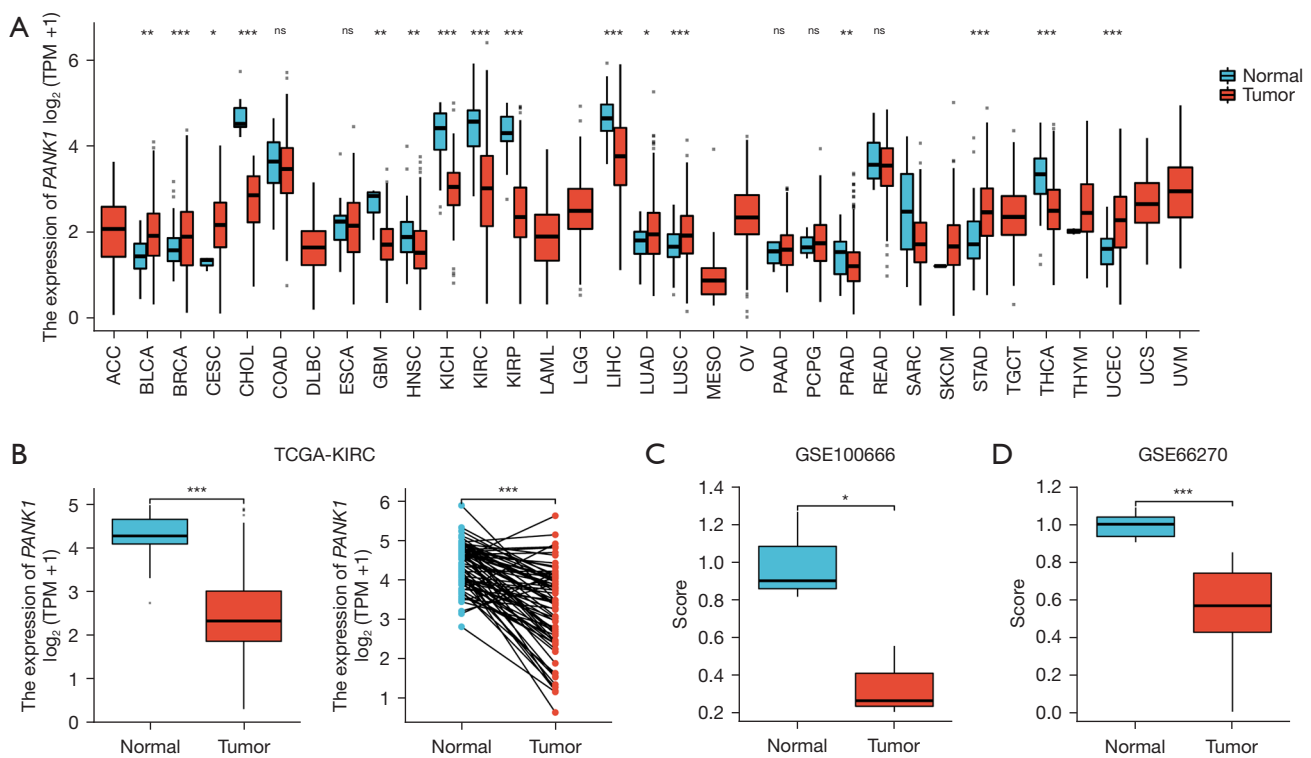 A
The expression of PANK1 log2 (TPM +1)
6
4
2
0
** *** * *** ns ns ** ** *** *** *** *** * *** ns ns ** ns *** *** ***
Normal
Tumor
ACC BLCA BRCA CESC CHOL COAD DLBC ESCA GBM HNSC KICH KIRC KIRP LAML LGG LIHC LUAD LUSC MESO OV PAAD PCPG PRAD READ SARC SKCM STAD TGCT THCA THYM UCEC UCS UVM
B
TCGA-KIRC
The expression of PANK1
log2 (TPM +1)
5
4
3
2
1
0
***
Normal Tumor
The expression of PANK1
log2 (TPM +1)
6
5
4
3
2
1
***
Normal Tumor
C
GSE100666
Score
1.4
1.2
1.0
0.8
0.6
0.4
0.2
*
Normal Tumor
D
GSE66270
Score
1.2
1.0
0.8
0.6
0.4
0.2
0.0
***
Normal Tumor